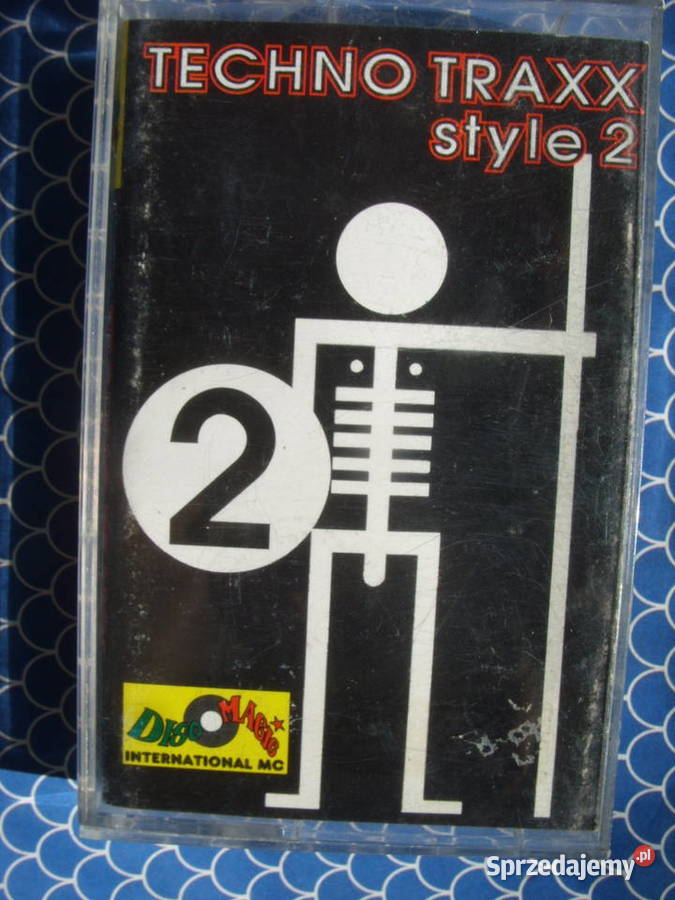 TECHNO TRAXX
style 2
2
DISCO MAGIC
INTERNATIONAL MC
Sprzedajemy.pl